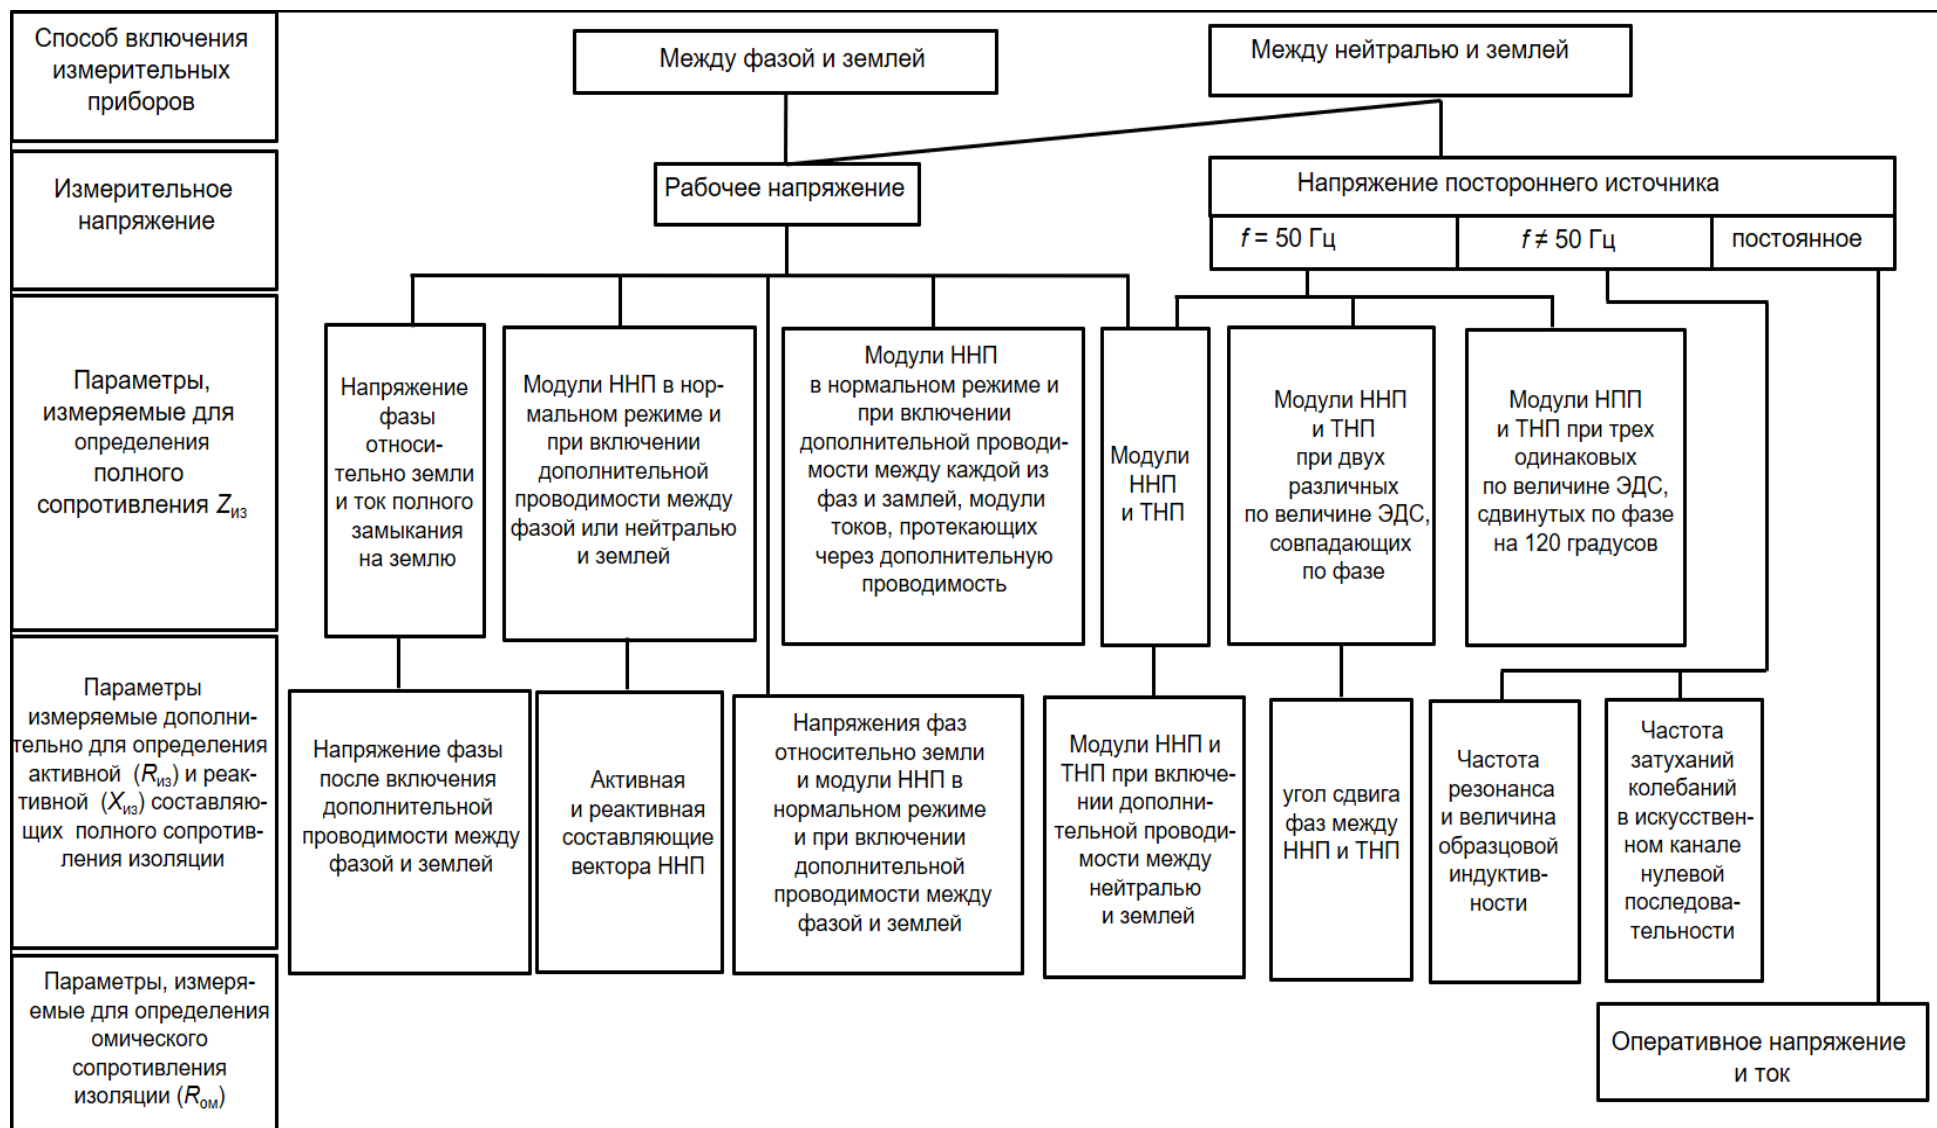 Способ включения
измерительных
приборов
Между фазой и землей
Между нейтралью и землей
Измерительное
напряжение
Рабочее напряжение
Напряжение постороннего источника
f = 50 Гц
f ≠ 50 Гц
постоянное
Параметры,
измеряемые для
определения
полного
сопротивления Zиз
Напряжение
фазы
относи-
тельно земли
и ток полного
замыкания
на землю
Модули ННП в нор-
мальном режиме и
при включении
дополнительной
проводимости между
фазой или нейтралью
и землей
Модули ННП
в нормальном режиме и
при включении
дополнительной проводи-
мости между каждой из
фаз и замлей, модули
токов, протекающих
через дополнительную
проводимость
Модули
ННП
и ТНП
Модули ННП
и ТНП
при двух
различных
по величине ЭДС,
совпадающих
по фазе
Модули НПП
и ТНП при трех
одинаковых
по величине ЭДС,
сдвинутых по фазе
на 120 градусов
Параметры
измеряемые дополни-
тельно для определения
активной (Rиз) и реак-
тивной (Xиз) составляю-
щих полного сопротив-
ления изоляции
Напряжение фазы
после включения
дополнительной
проводимости между
фазой и землей
Активная
и реактивная
составляющие
вектора ННП
Напряжения фаз
относительно земли
и модули ННП в
нормальном режиме
и при включении
дополнительной
проводимости между
фазой и землей
Модули ННП и
ТНП при включе-
нии дополни-
тельной проводи-
мости между
нейтралью
и землей
угол сдвига
фаз между
ННП и ТНП
Частота
резонанса
и величина
образцовой
индуктив-
ности
Частота
затуханий
колебаний
в искусствен-
ном канале
нулевой
последова-
тельности
Параметры, измеря-
емые для определения
омического
сопротивления
изоляции (Rом)
Оперативное напряжение
и ток